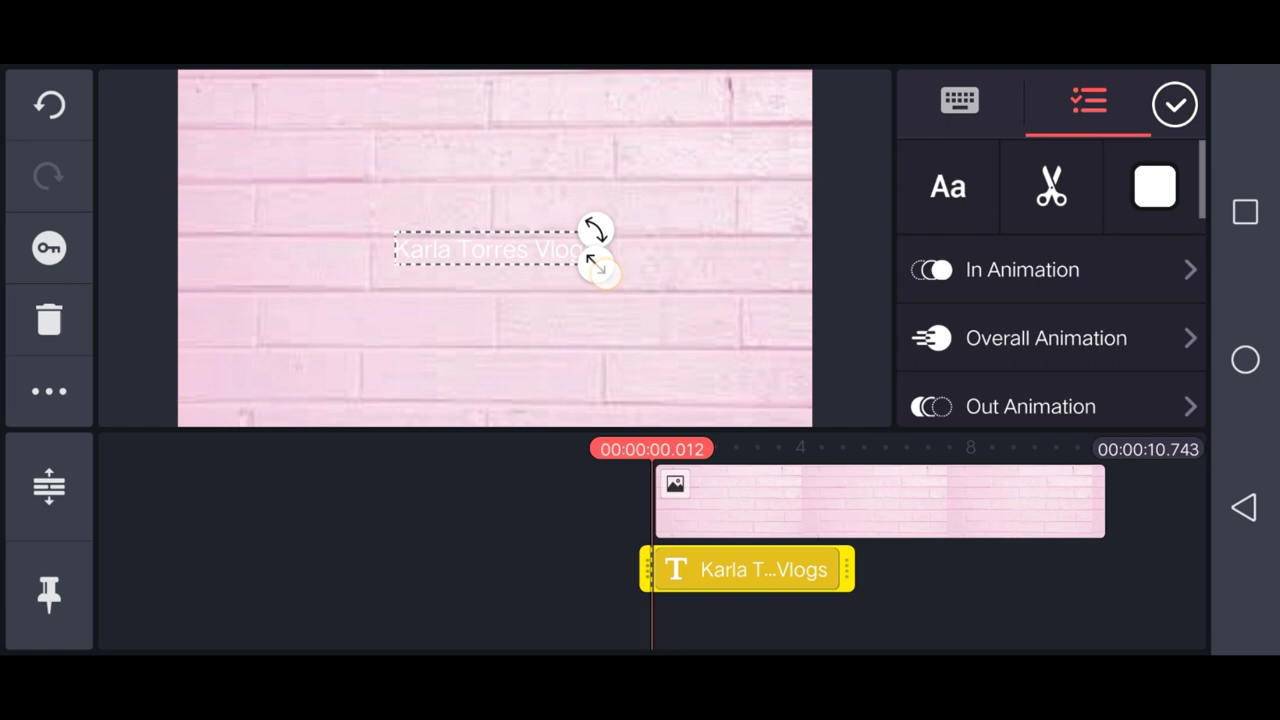 Aa
Karla Torres Vlog
In Animation
Overall Animation
Out Animation
00:00:00.012
4
8
00:00:10.743
T Karla T...Vlogs